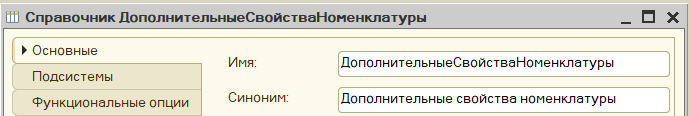 Справочник ДополнительныеСвойстваНоменклатуры
Основные
Подсистемы
Функциональные опции
Имя: ДополнительныеСвойстваНоменклатуры
Синоним: Дополнительные свойства номенклатуры